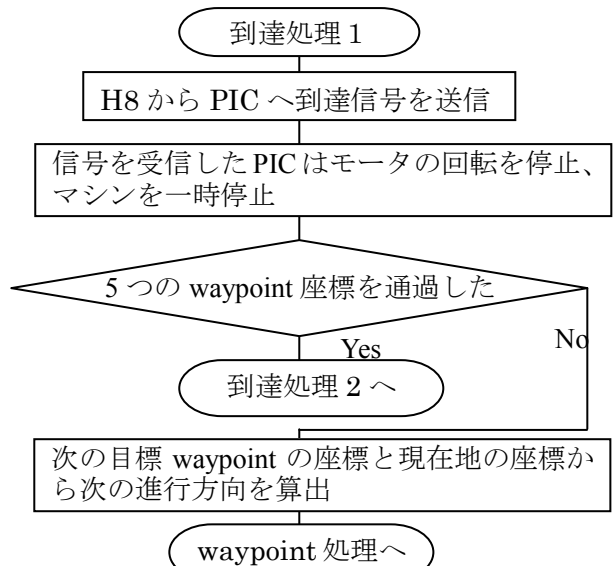 到達処理1
H8 から PIC へ到達信号を送信
信号を受信した PIC はモータの回転を停止、
マシンを一時停止
5 つの waypoint 座標を通過した
Yes
No
到達処理2へ
次の目標 waypoint の座標と現在地の座標か
ら次の進行方向を算出
waypoint 処理へ